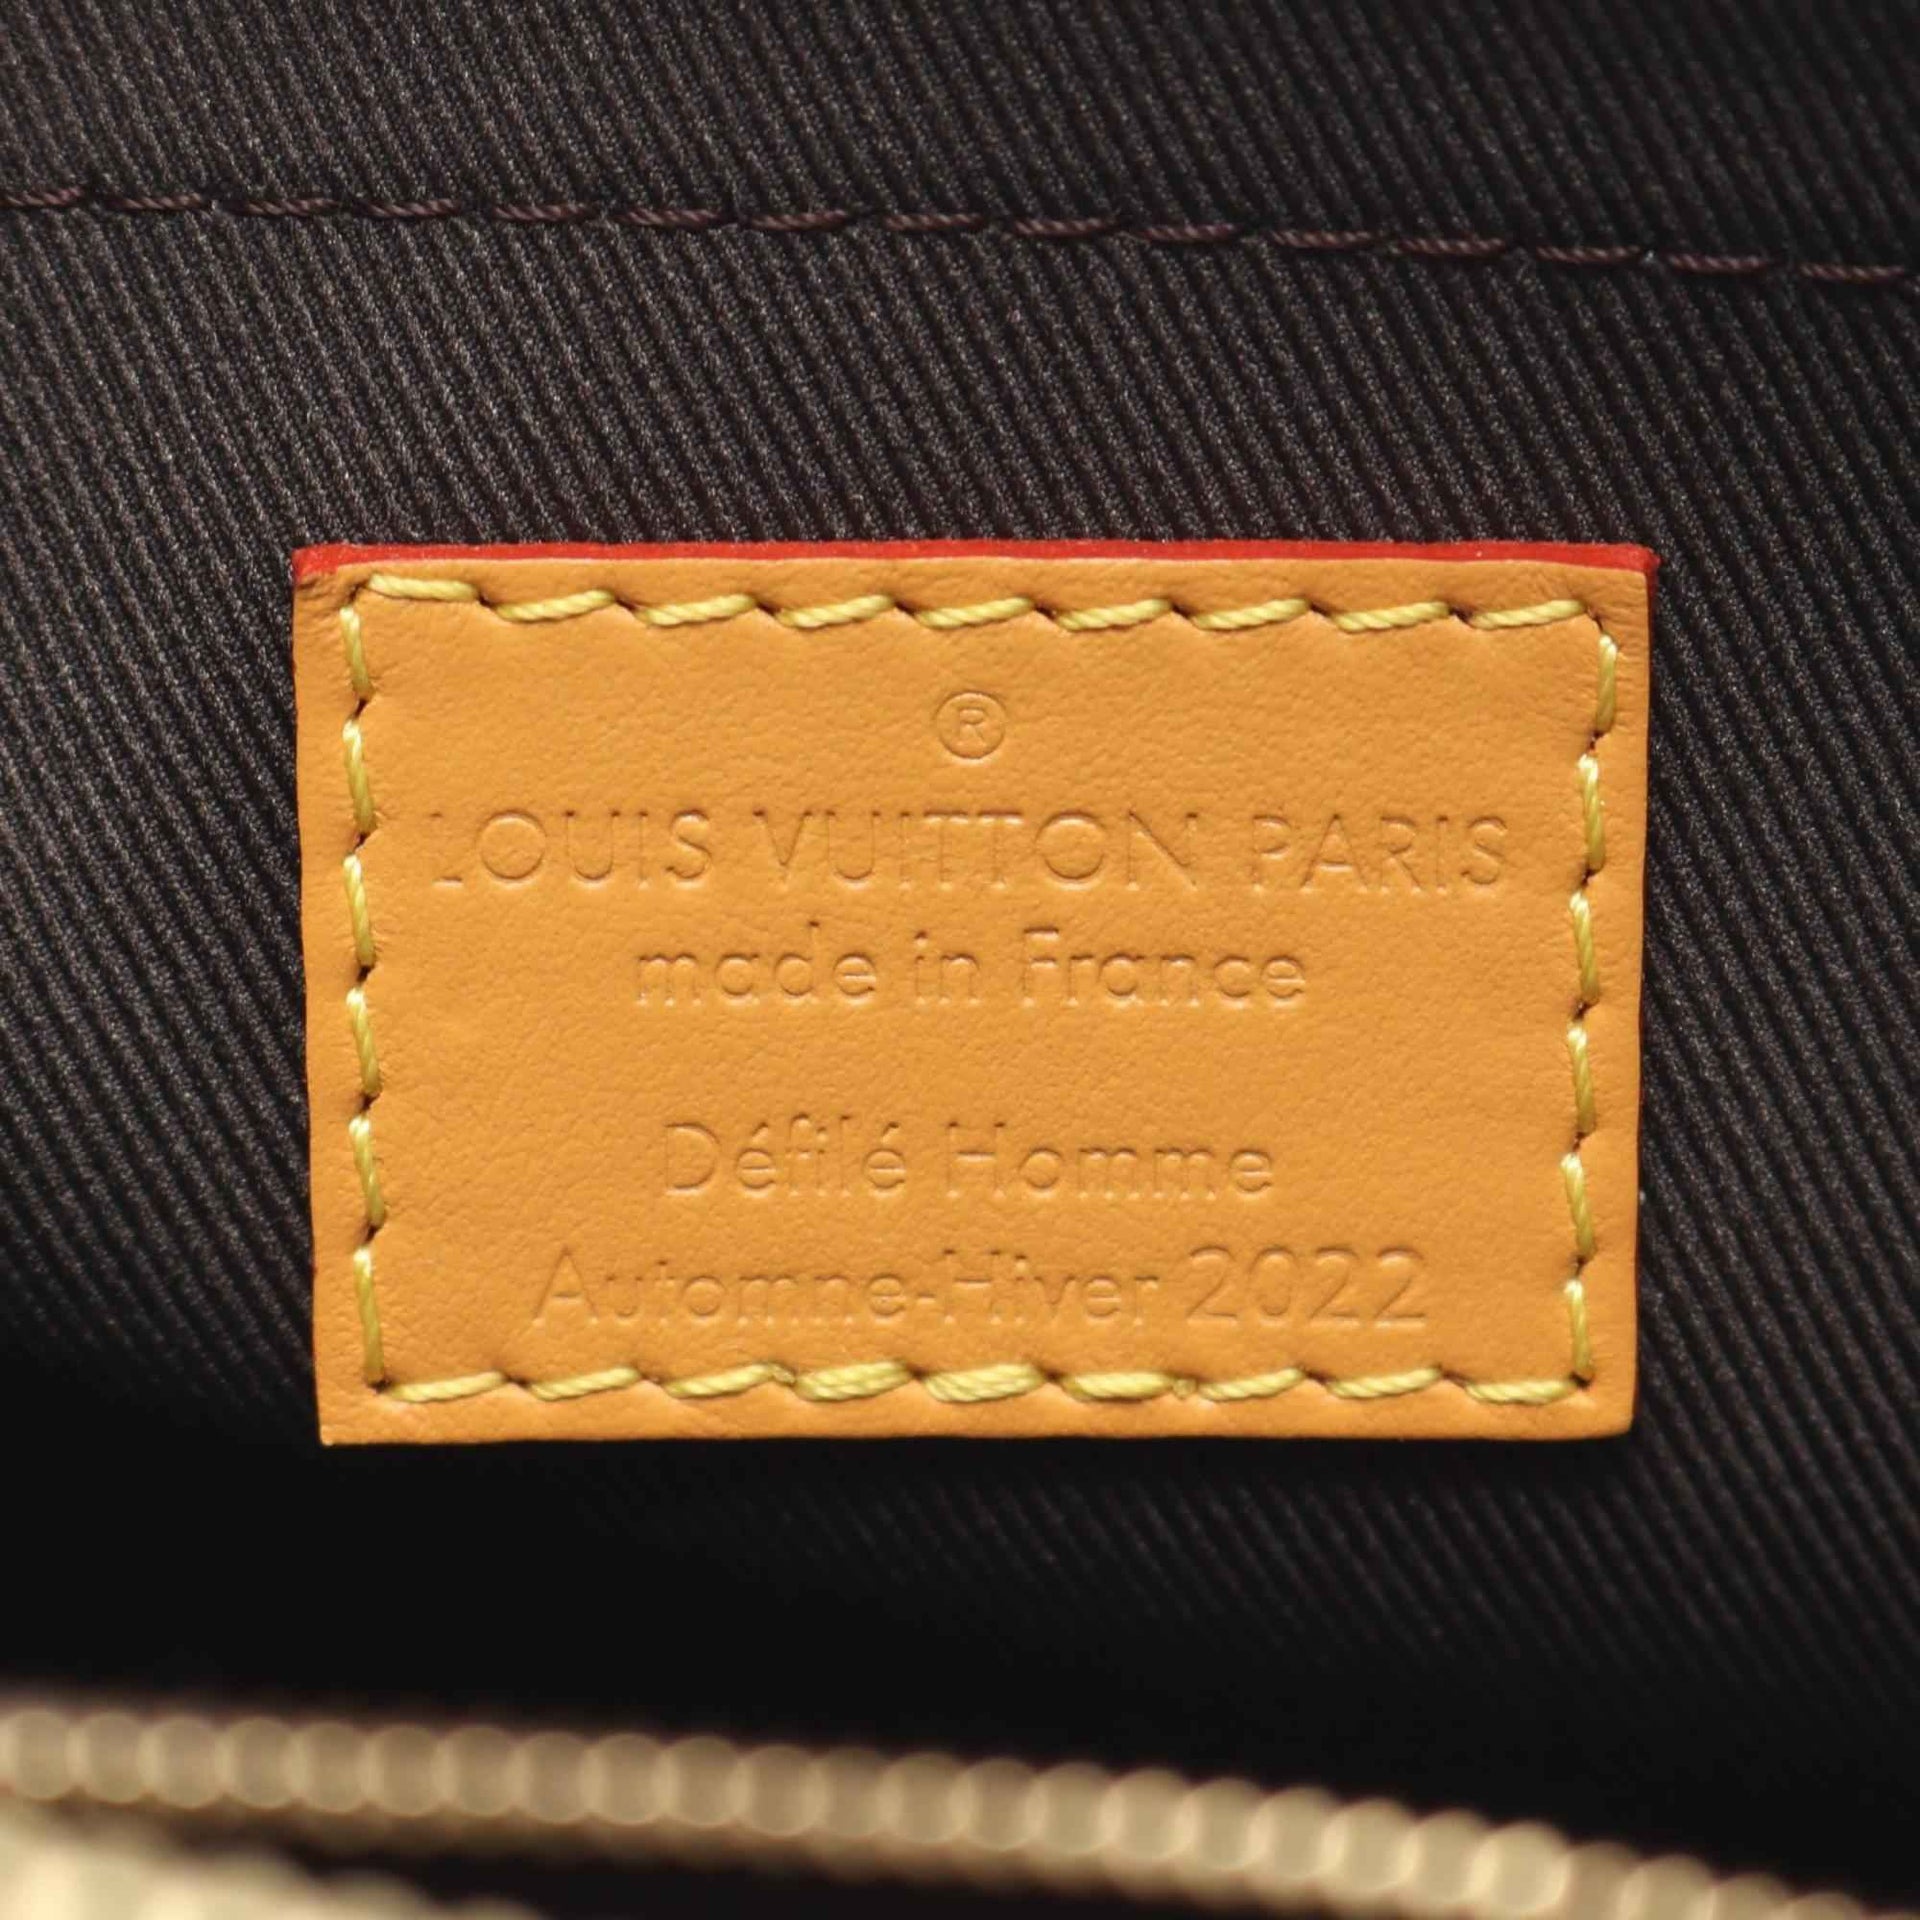 ®
LOUIS VUITTON PARIS
made in France
Défilé Homme
Automne-Hiver 2022